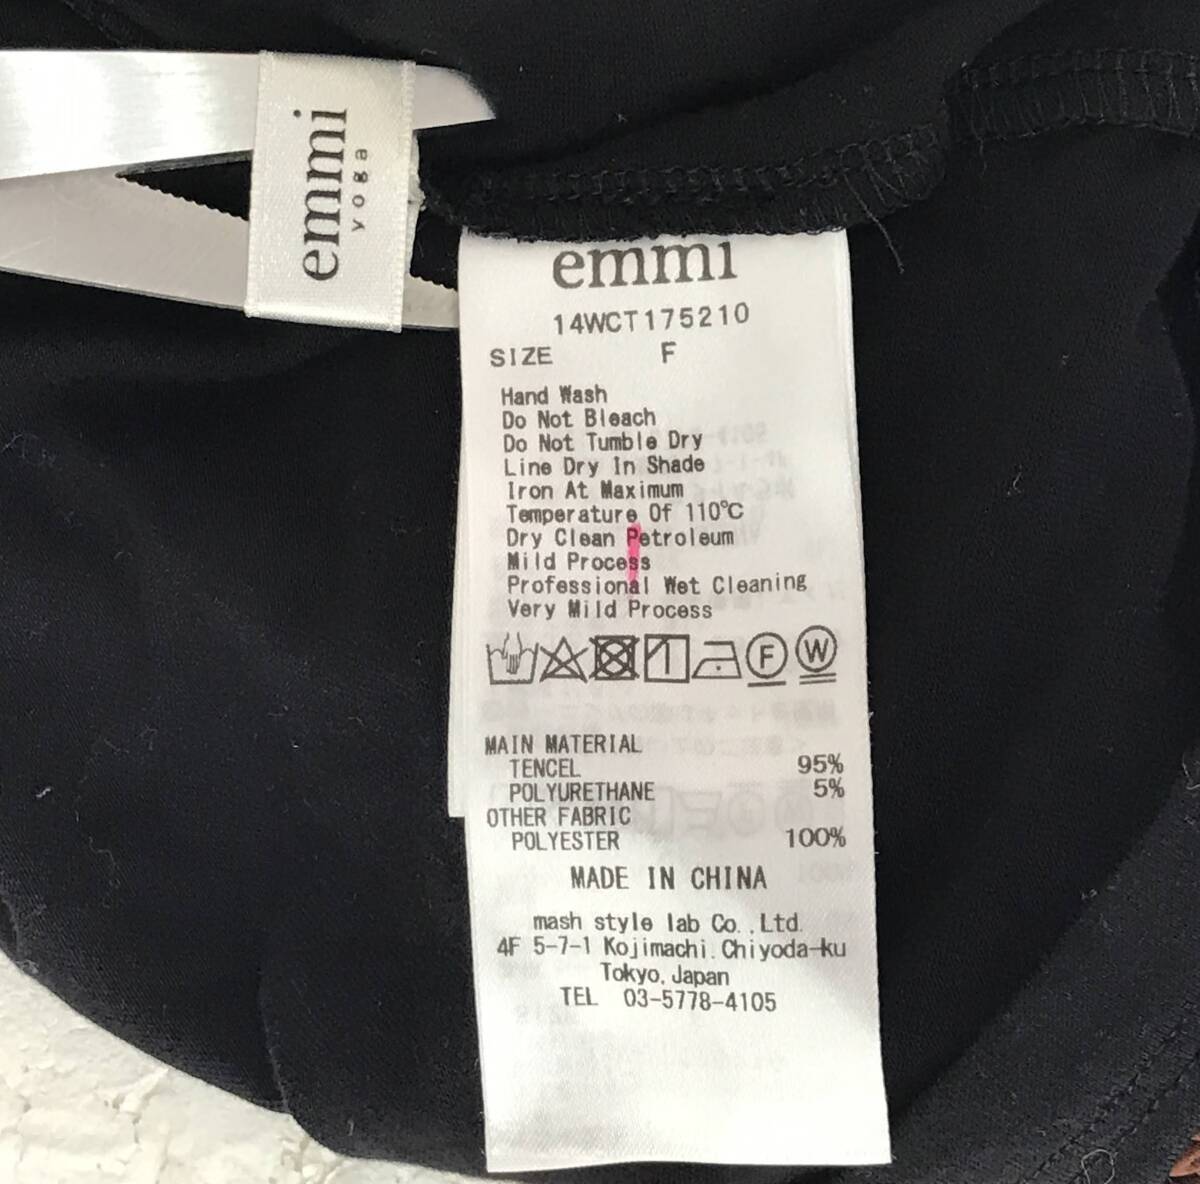 emmi
yoga
emmi
14WCT175210
SIZE F
Hand Wash
Do Not Bleach
Do Not Tumble Dry
Line Dry In Shade
Iron At Maximum
Temperature Of 110℃
Dry Clean Petroleum
Mild Process
Professional Wet Cleaning
Very Mild Process
F W
MAIN MATERIAL
TENCEL 95%
POLYURETHANE 5%
OTHER FABRIC
POLYESTER 100%
MADE IN CHINA
mash style lab Co.,Ltd.
4F 5-7-1 Kojimachi.Chiyoda-ku
Tokyo,Japan
TEL 03-5778-4105